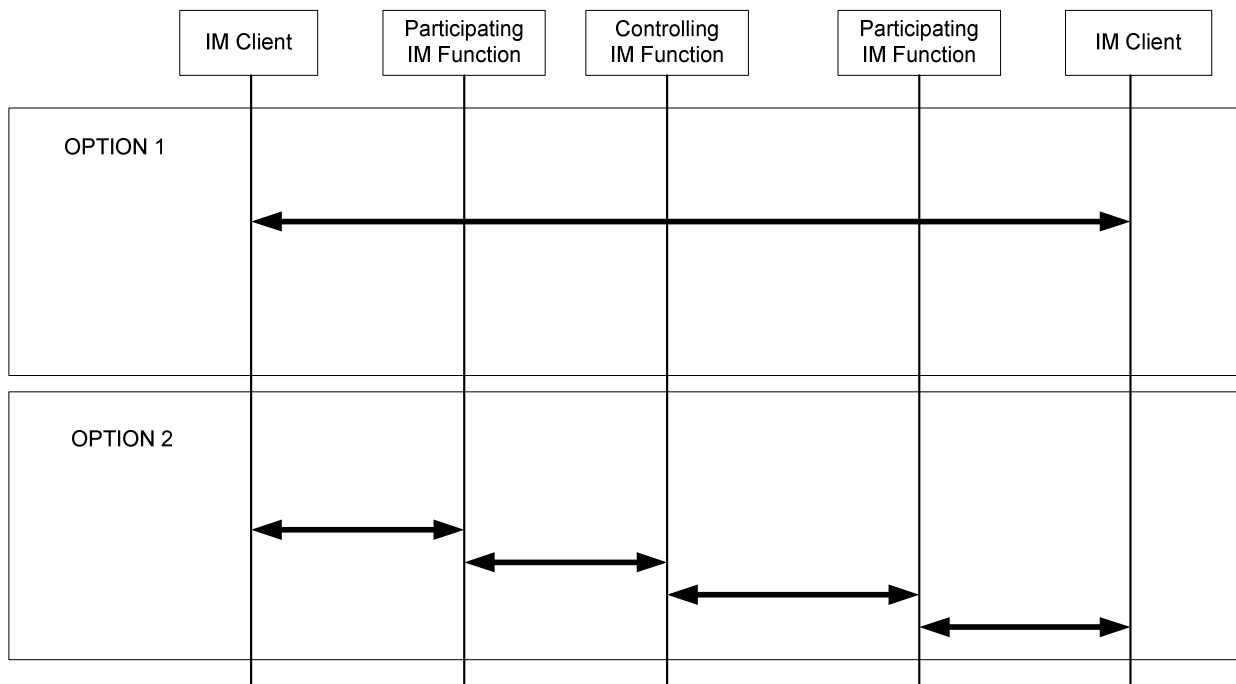 IM Client
Participating
IM Function
Controlling
IM Function
Participating
IM Function
IM Client
OPTION 1
OPTION 2